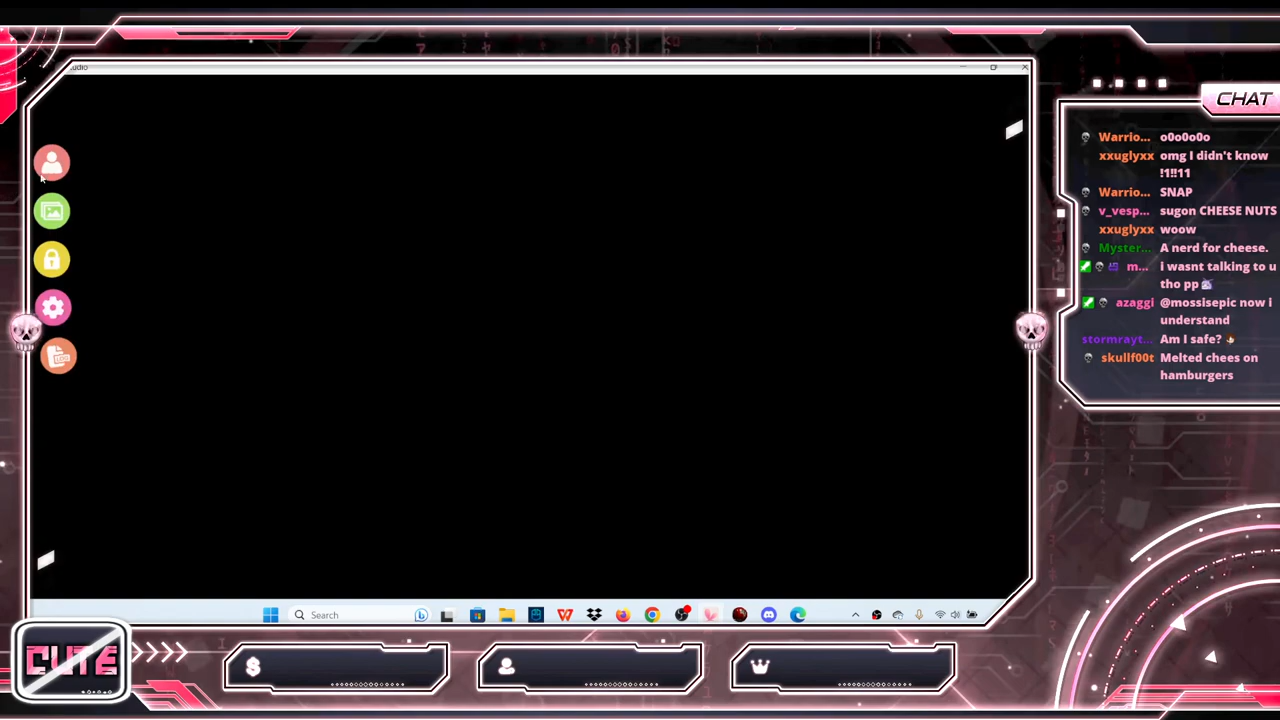 udio
CHAT
Warrio... o0o0o0o
xxuglyxx omg I didn't know
!1!!11
Warrio... SNAP
v_vesp... sugon CHEESE NUTS
xxuglyxx woow
Myster... A nerd for cheese.
m... i wasnt talking to u
tho pp
azaggi @mossisepic now i
understand
stormrayt... Am I safe?
skullf00t Melted chees on
hamburgers
LOG
Search
CUTE
$